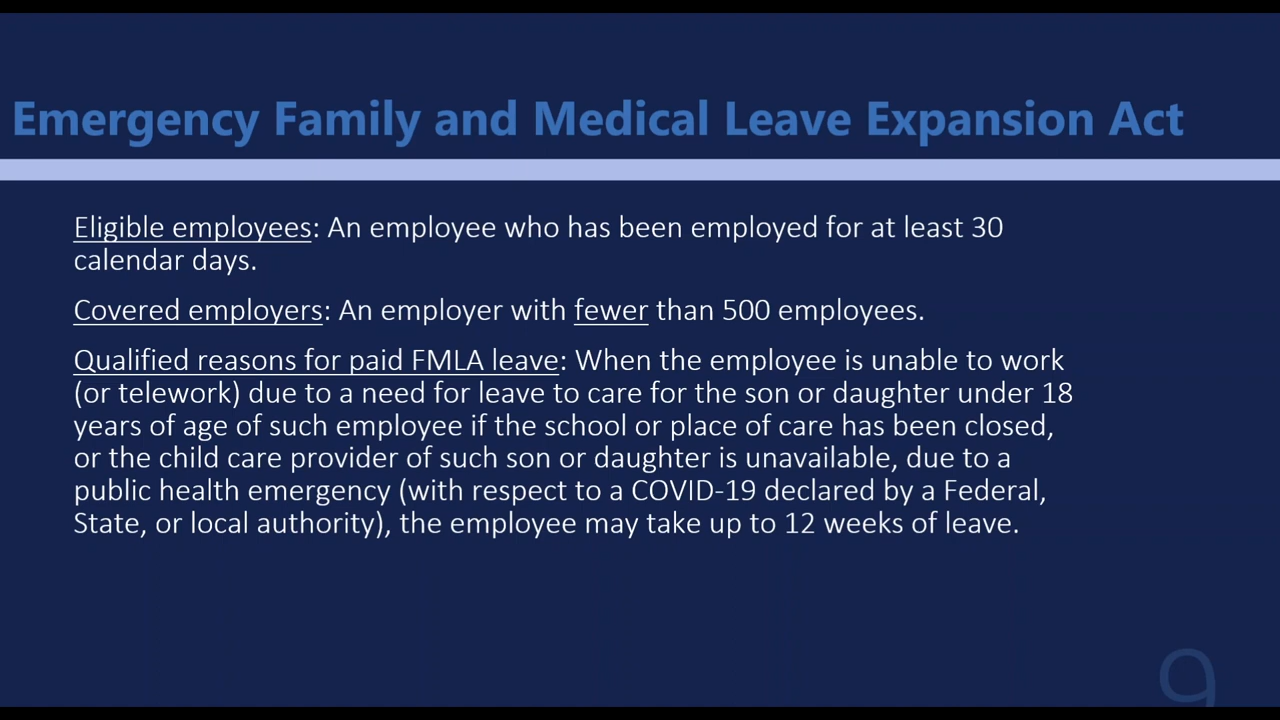 Emergency Family and Medical Leave Expansion Act
Eligible employees: An employee who has been employed for at least 30
calendar days.
Covered employers: An employer with fewer than 500 employees.
Qualified reasons for paid FMLA leave: When the employee is unable to work
(or telework) due to a need for leave to care for the son or daughter under 18
years of age of such employee if the school or place of care has been closed,
or the child care provider of such son or daughter is unavailable, due to a
public health emergency (with respect to a COVID-19 declared by a Federal,
State, or local authority), the employee may take up to 12 weeks of leave.
9